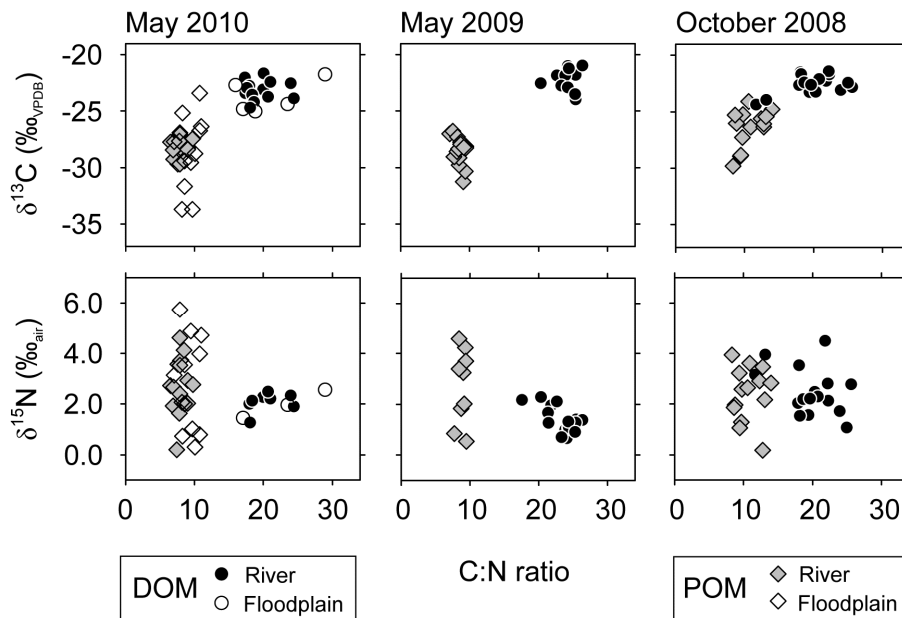 May 2010 May 2009 October 2008
δ13C (‰VPDB)
-20
-25
-30
-35
δ15N (‰air)
6.0
4.0
2.0
0.0
0 10 20 30 0 10 20 30 0 10 20 30
C:N ratio
DOM River
Floodplain
POM River
Floodplain